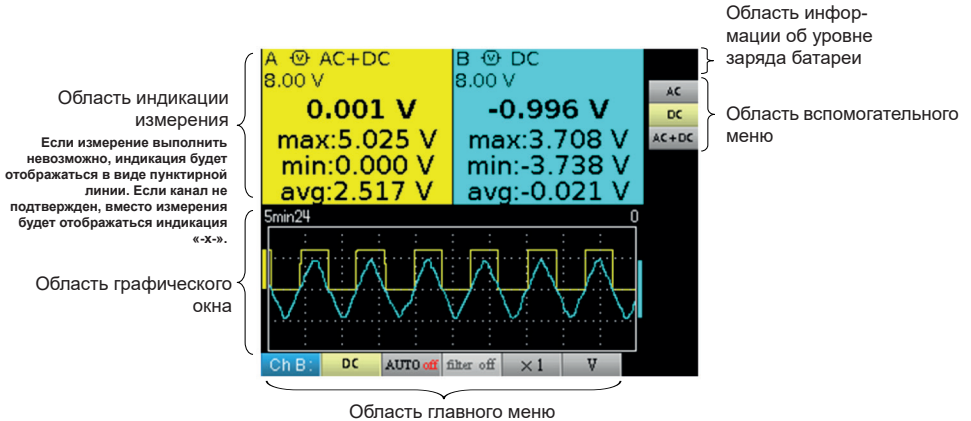 Область инфор-
мации об уровне
заряда батареи
Область индикации
измерения
Если измерение выполнить
невозможно, индикация будет
отображаться в виде пунктирной
линии. Если канал не
подтвержден, вместо измерения
будет отображаться индикация
«-x-».
A V AC+DC
8.00 V
0.001 V
max:5.025 V
min:0.000 V
avg:2.517 V
B V DC
8.00 V
-0.996 V
max:3.708 V
min:-3.738 V
avg:-0.021 V
AC
DC
AC+DC
Область вспомогательного
меню
5min24 0
Область графического
окна
Ch B: DC AUTO off filter off ×1 V
Область главного меню